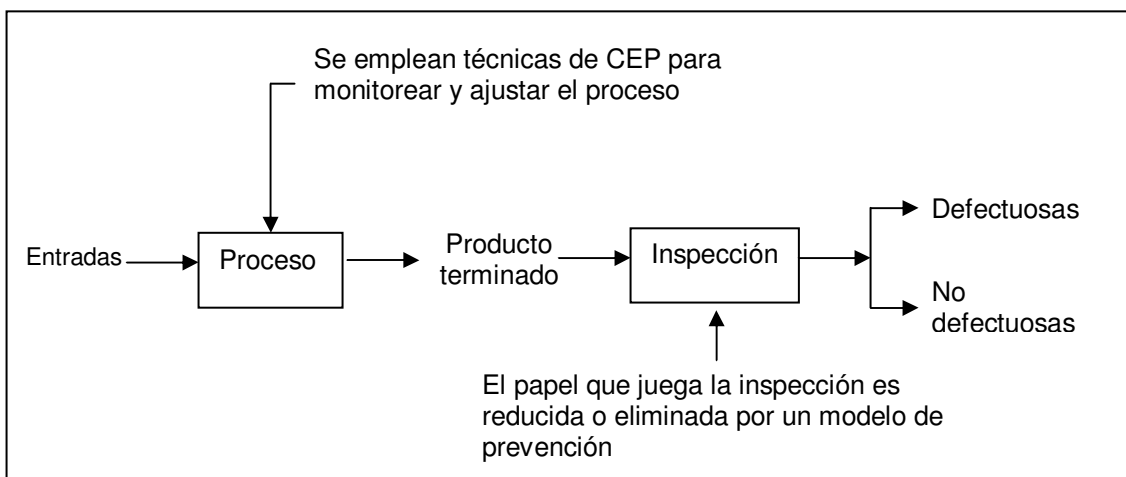 Se emplean técnicas de CEP para
monitorear y ajustar el proceso
Entradas
Proceso
Producto
terminado
Inspección
Defectuosas
No
defectuosas
El papel que juega la inspección es
reducida o eliminada por un modelo de
prevención